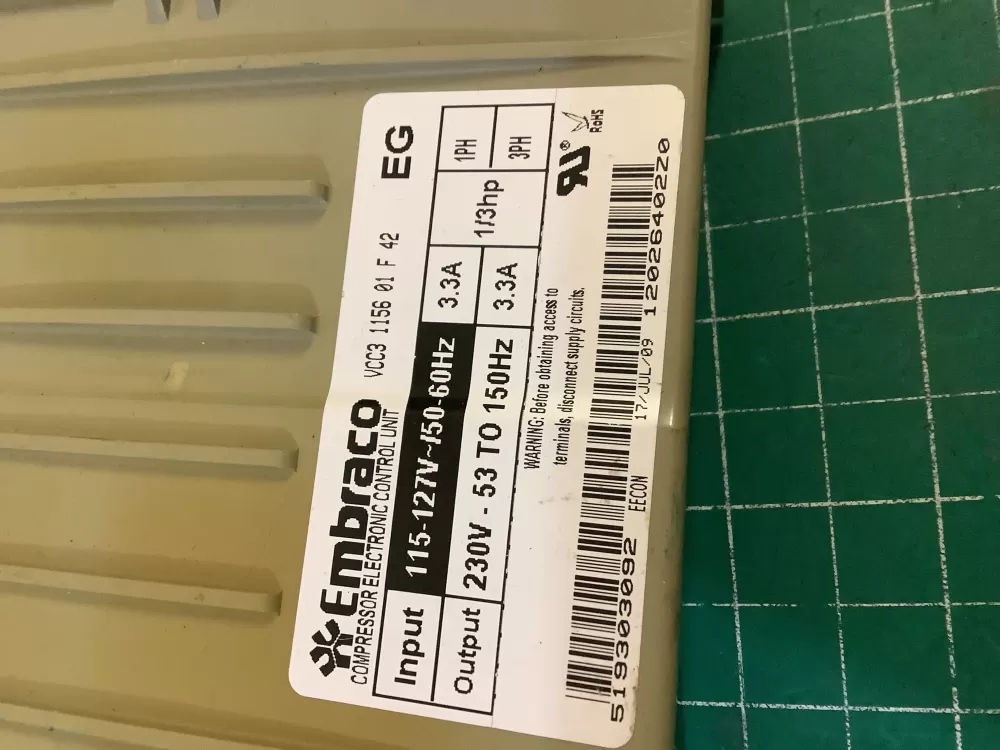 Embraco VCC3 1156 01 F 42 EG
COMPRESSOR ELECTRONIC CONTROL UNIT
Input 115-127V~/50-60Hz 3.3A 1/3hp 1PH
Output 230V - 53 TO 150Hz 3.3A 3PH
WARNING: Before obtaining access to
terminals, disconnect supply circuits.
RU® RoHS
519303092 EECON 17/JUL/09 1202640220